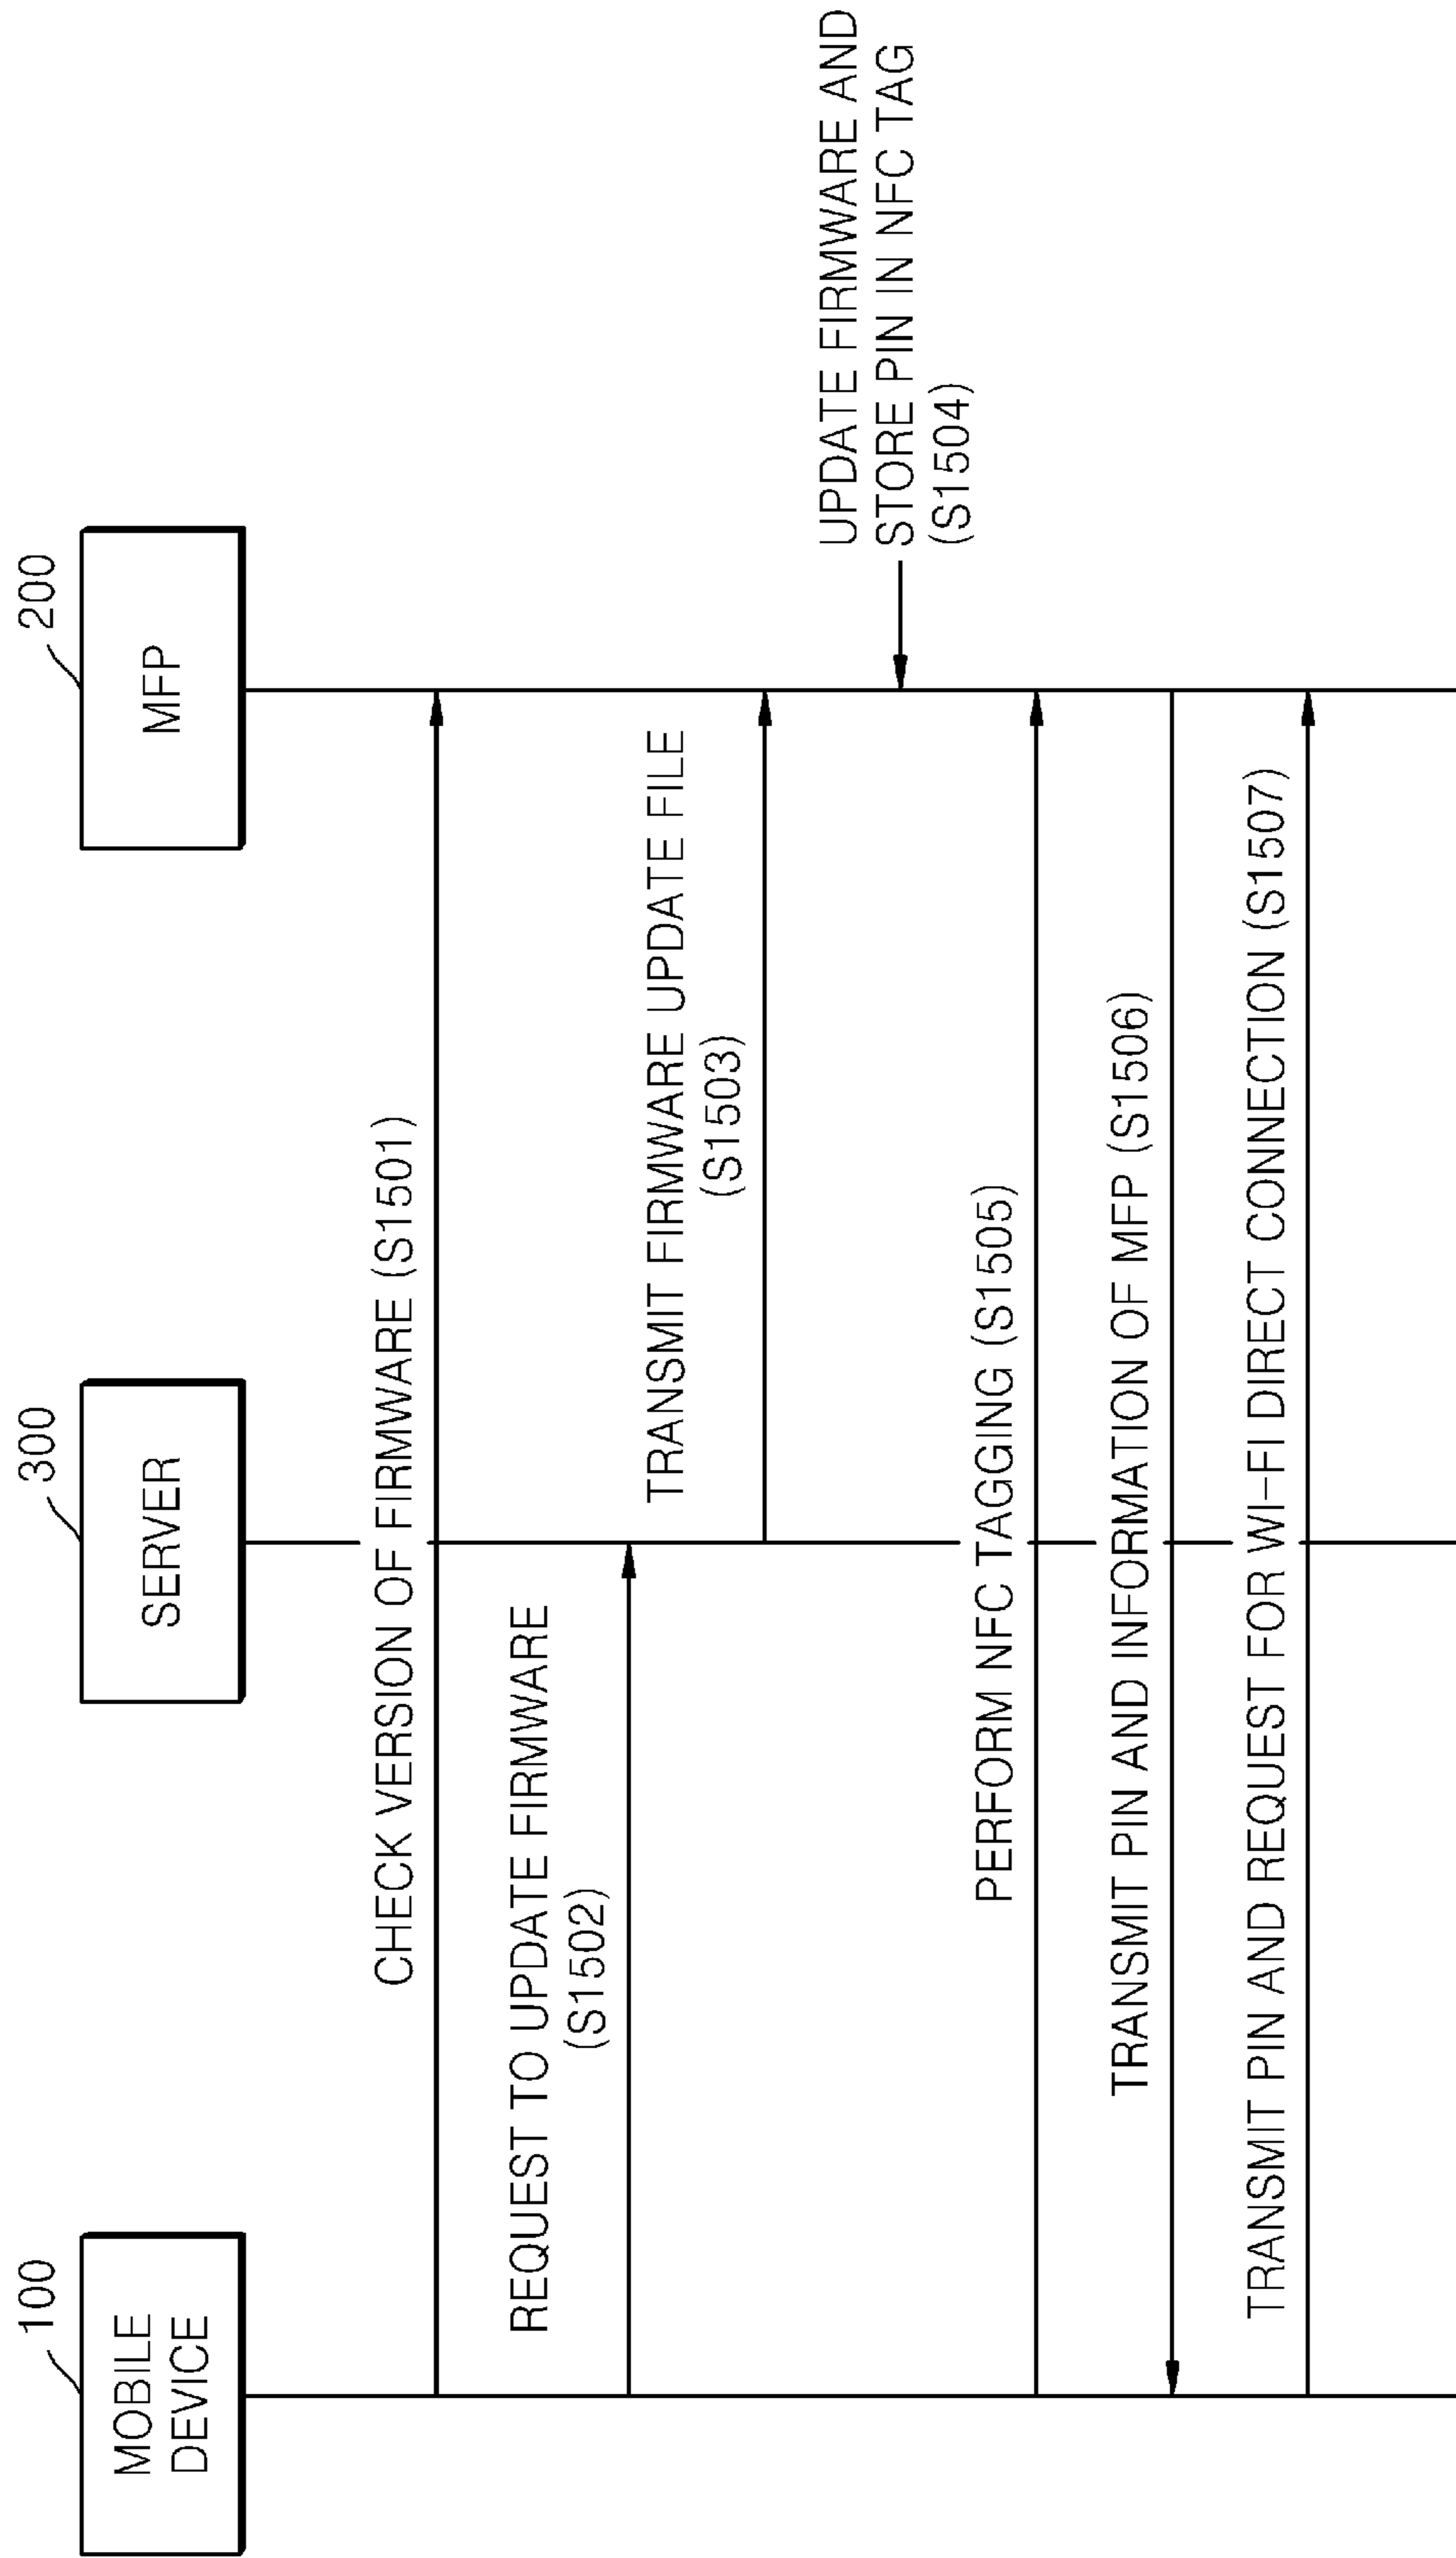 100
MOBILE
DEVICE
300
SERVER
200
MFP
CHECK VERSION OF FIRMWARE (S1501)
REQUEST TO UPDATE FIRMWARE
(S1502)
TRANSMIT FIRMWARE UPDATE FILE
(S1503)
UPDATE FIRMWARE AND
STORE PIN IN NFC TAG
(S1504)
PERFORM NFC TAGGING (S1505)
TRANSMIT PIN AND INFORMATION OF MFP (S1506)
TRANSMIT PIN AND REQUEST FOR WI-FI DIRECT CONNECTION (S1507)